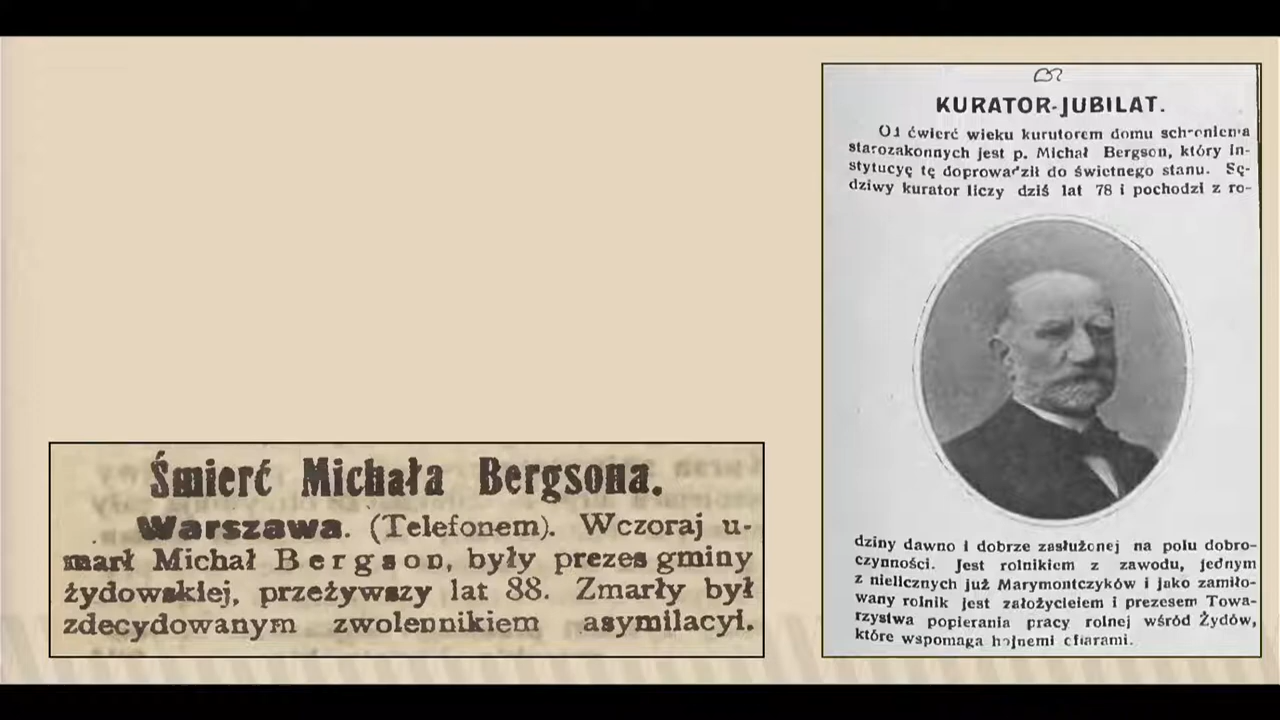 Śmierć Michała Bergsona.
Warszawa. (Telefonem). Wczoraj u-
marł Michał Bergson, były prezes gminy
żydowskiej, przeżywszy lat 88. Zmarły był
zdecydowanym zwolennikiem asymilacyi.
KURATOR-JUBILAT.
Od ćwierć wieku kurutorem domu schronienia
starozakonnych jest p. Michał Bergson, który in-
stytucyę tę doprowadził do świetnego stanu. Sę-
dziwy kurator liczy dziś lat 78 i pochodzi z ro-
dziny dawno i dobrze zasłużonej na polu dobro-
czynności. Jest rolnikiem z zawodu, jednym
z nielicznych już Marymontczyków i jako zamiło-
wany rolnik jest założycielem i prezesem Towa-
rzystwa popierania pracy rolnej wśród Żydów,
które wspomaga hojnemi ofiarami.